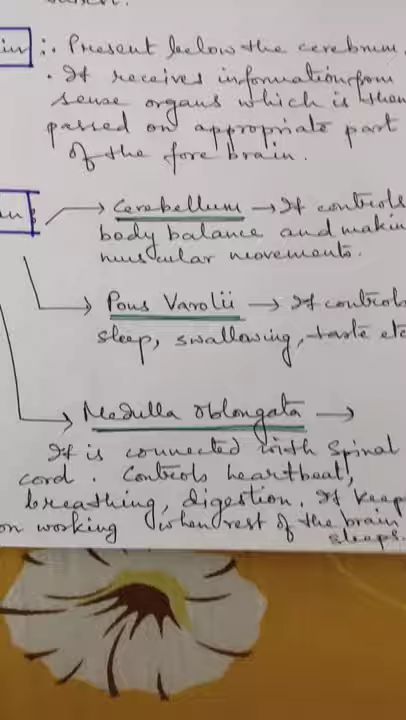 : . Present below the cerebrum.
. It receives information from
sense organs which is then
passed on appropriate part
of the fore brain.
: → Cerebellum → It controls
body balance and makin
muscular movements.
→ Pons Varolii → It controls
sleep, swallowing, taste etc
→ Medulla Oblongata →
It is connected with Spinal
cord. Controls heartbeat,
breathing, digestion. It keep
on working when rest of the brain
sleeps.